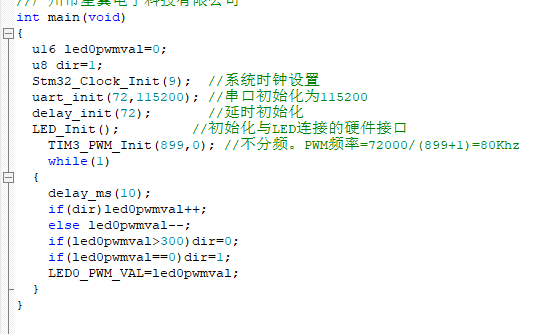 //广州市星翼电子科技有限公司
int main(void)
{
u16 led0pwmval=0;
u8 dir=1;
Stm32_Clock_Init(9); //系统时钟设置
uart_init(72,115200); //串口初始化为115200
delay_init(72); //延时初始化
LED_Init(); //初始化与LED连接的硬件接口
TIM3_PWM_Init(899,0); //不分频。PWM频率=72000/(899+1)=80Khz
while(1)
{
delay_ms(10);
if(dir)led0pwmval++;
else led0pwmval--;
if(led0pwmval>300)dir=0;
if(led0pwmval==0)dir=1;
LED0_PWM_VAL=led0pwmval;
}
}